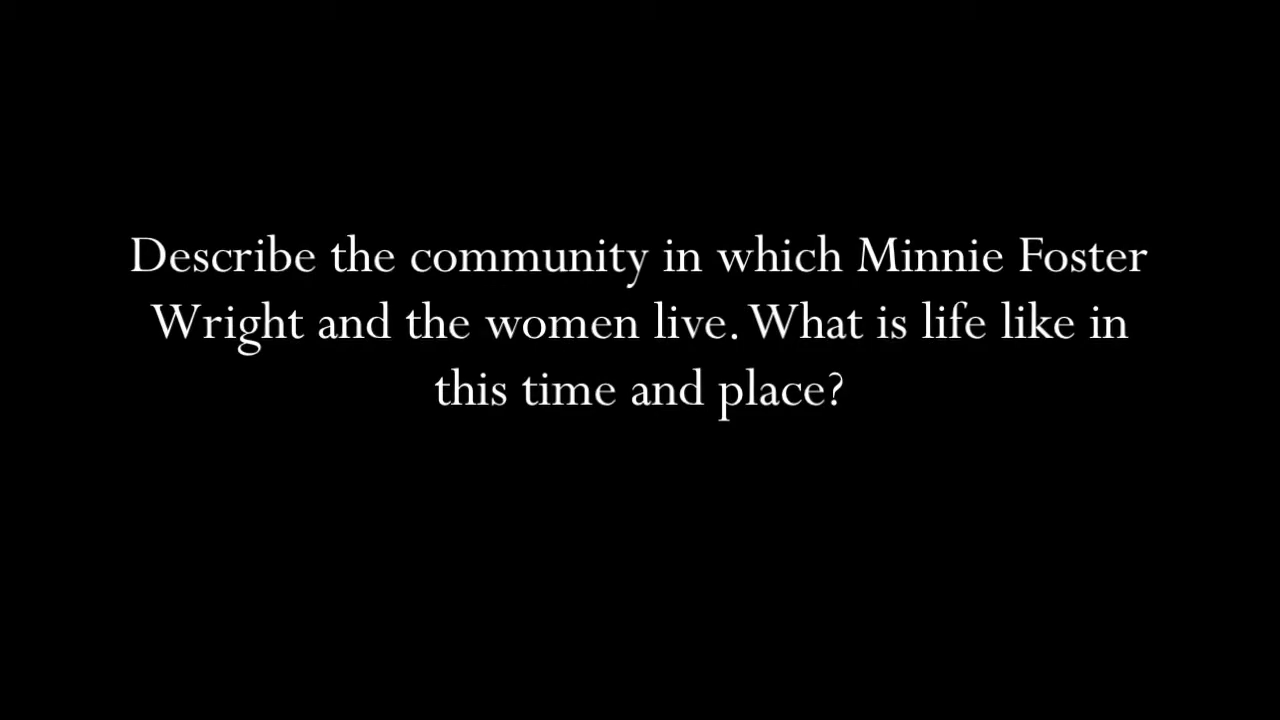 Describe the community in which Minnie Foster
Wright and the women live. What is life like in
this time and place?